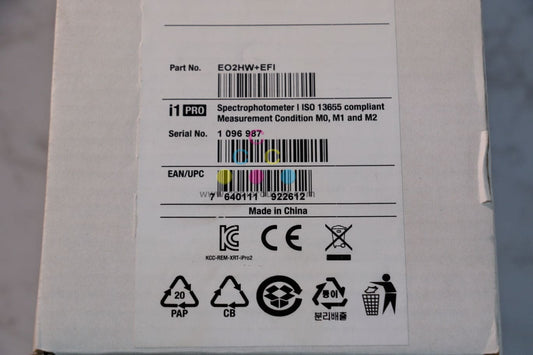 Part No. EO2HW+EFI
i1 PRO Spectrophotometer | ISO 13655 compliant
Measurement Condition M0, M1 and M2
Serial No. 1 096 987
EAN/UPC
7 640111 922612
Made in China
KCC-REM-XRT-iPro2
20
PAP
CB
종이
분리배출